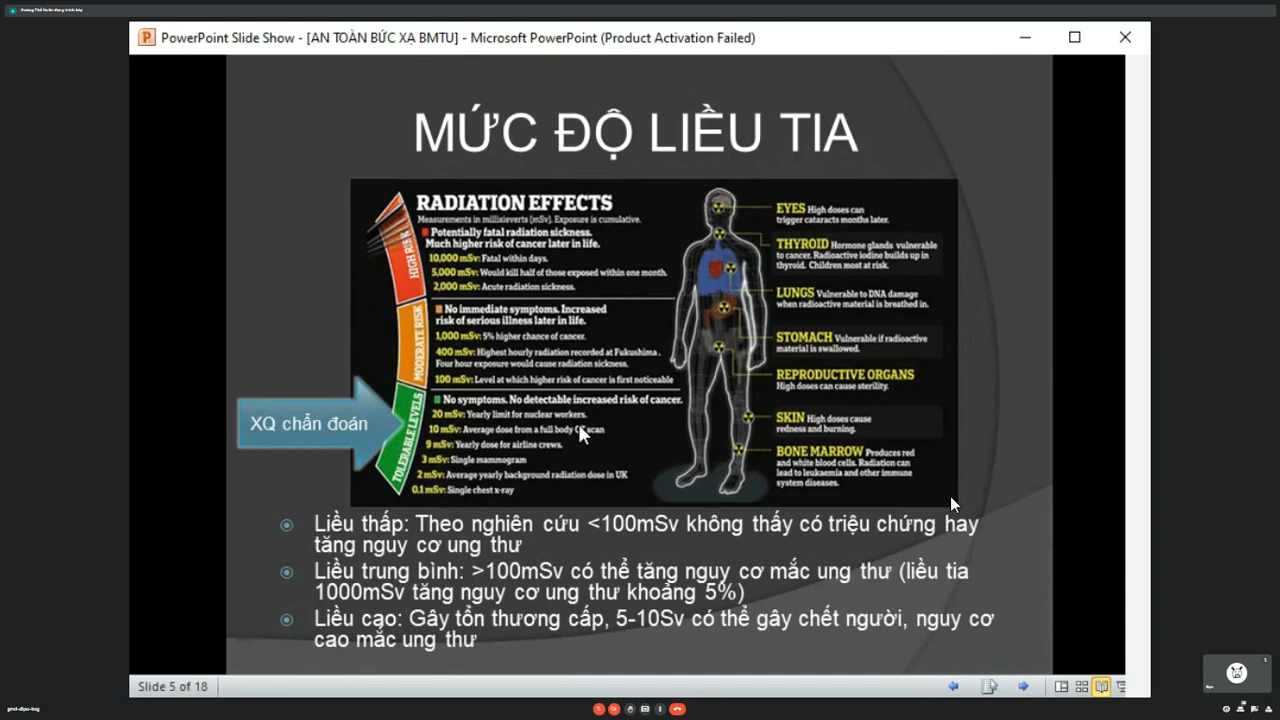 Hoàng Thế Huân đang trình bày
PowerPoint Slide Show - [AN TOÀN BỨC XẠ BMTU] - Microsoft PowerPoint (Product Activation Failed)
MỨC ĐỘ LIỀU TIA
RADIATION EFFECTS
Measurements in millisieverts (mSv). Exposure is cumulative.
HIGH RISK
Potentially fatal radiation sickness.
Much higher risk of cancer later in life.
10,000 mSv: Fatal within days.
5,000 mSv: Would kill half of those exposed within one month.
2,000 mSv: Acute radiation sickness.
MODERATE RISK
No immediate symptoms. Increased
risk of serious illness later in life.
1,000 mSv: 5% higher chance of cancer.
400 mSv: Highest hourly radiation recorded at Fukushima .
Four hour exposure would cause radiation sickness.
100 mSv: Level at which higher risk of cancer is first noticeable
XQ chẩn đoán
TOLERABLE LEVELS
No symptoms. No detectable increased risk of cancer.
20 mSv: Yearly limit for nuclear workers.
10 mSv: Average dose from a full body scan
9 mSv: Yearly dose for airline crews.
3 mSv: Single mammogram
2 mSv: Average yearly background radiation dose in UK
0.1 mSv: Single chest x-ray
EYES High doses can
trigger cataracts months later.
THYROID Hormone glands vulnerable
to cancer. Radioactive iodine builds up in
thyroid. Children most at risk.
LUNGS Vulnerable to DNA damage
when radioactive material is breathed in.
STOMACH Vulnerable if radioactive
material is swallowed.
REPRODUCTIVE ORGANS
High doses can cause sterility.
SKIN High doses cause
redness and burning.
BONE MARROW Produces red
and white blood cells. Radiation can
lead to leukaemia and other immune
system diseases.
Liều thấp: Theo nghiên cứu <100mSv không thấy có triệu chứng hay
tăng nguy cơ ung thư
Liều trung bình: >100mSv có thể tăng nguy cơ mắc ung thư (liều tia
1000mSv tăng nguy cơ ung thư khoảng 5%)
Liều cao: Gây tổn thương cấp, 5-10Sv có thể gây chết người, nguy cơ
cao mắc ung thư
Slide 5 of 18